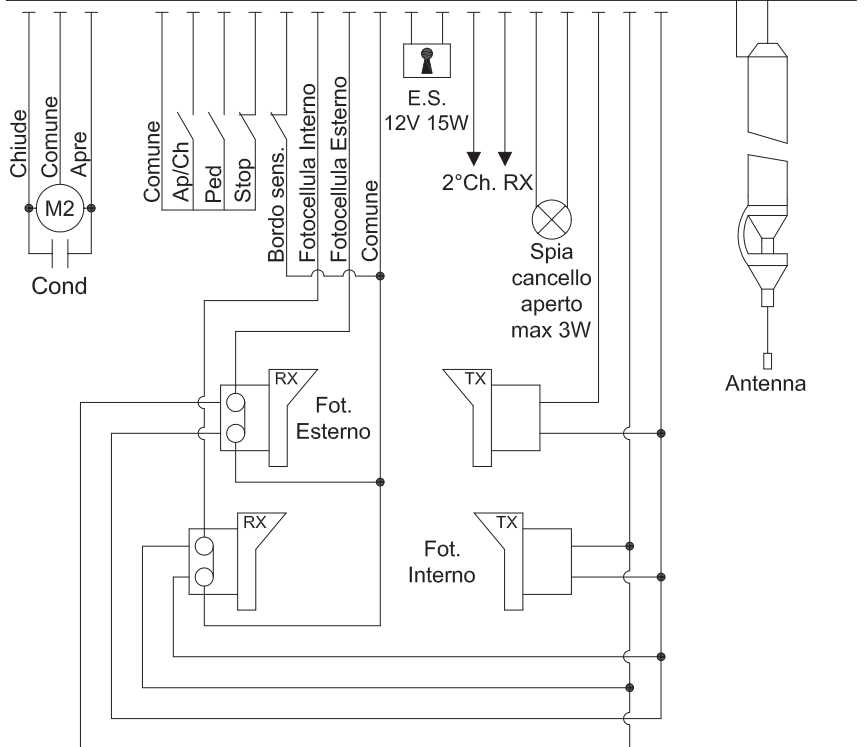 Chiude
Comune
Apre
M2
Cond
Comune
Ap/Ch
Ped
Stop
Bordo sens.
Fotocellula Interno
Fotocellula Esterno
Comune
E.S.
12V 15W
2°Ch. RX
Spia
cancello
aperto
max 3W
Antenna
RX
Fot.
Esterno
TX
RX
Fot.
Interno
TX